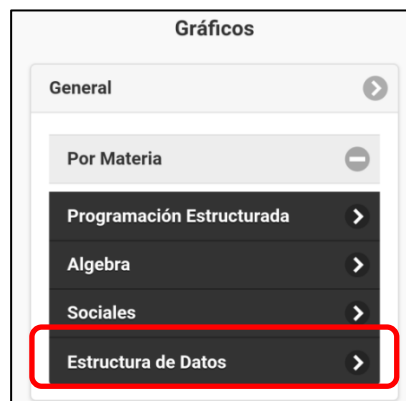 Gráficos
General
Por Materia
Programación Estructurada
Algebra
Sociales
Estructura de Datos